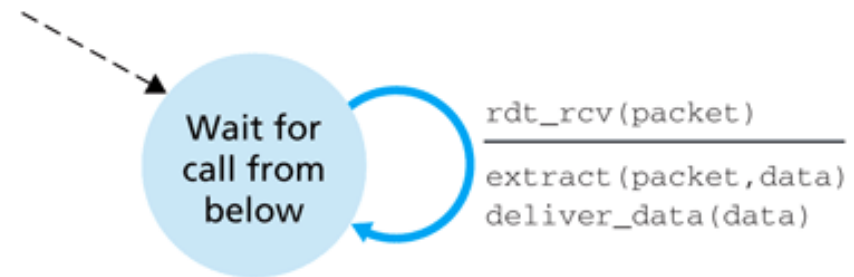 Wait for
call from
below
rdt_rcv(packet)
extract(packet,data)
deliver_data(data)